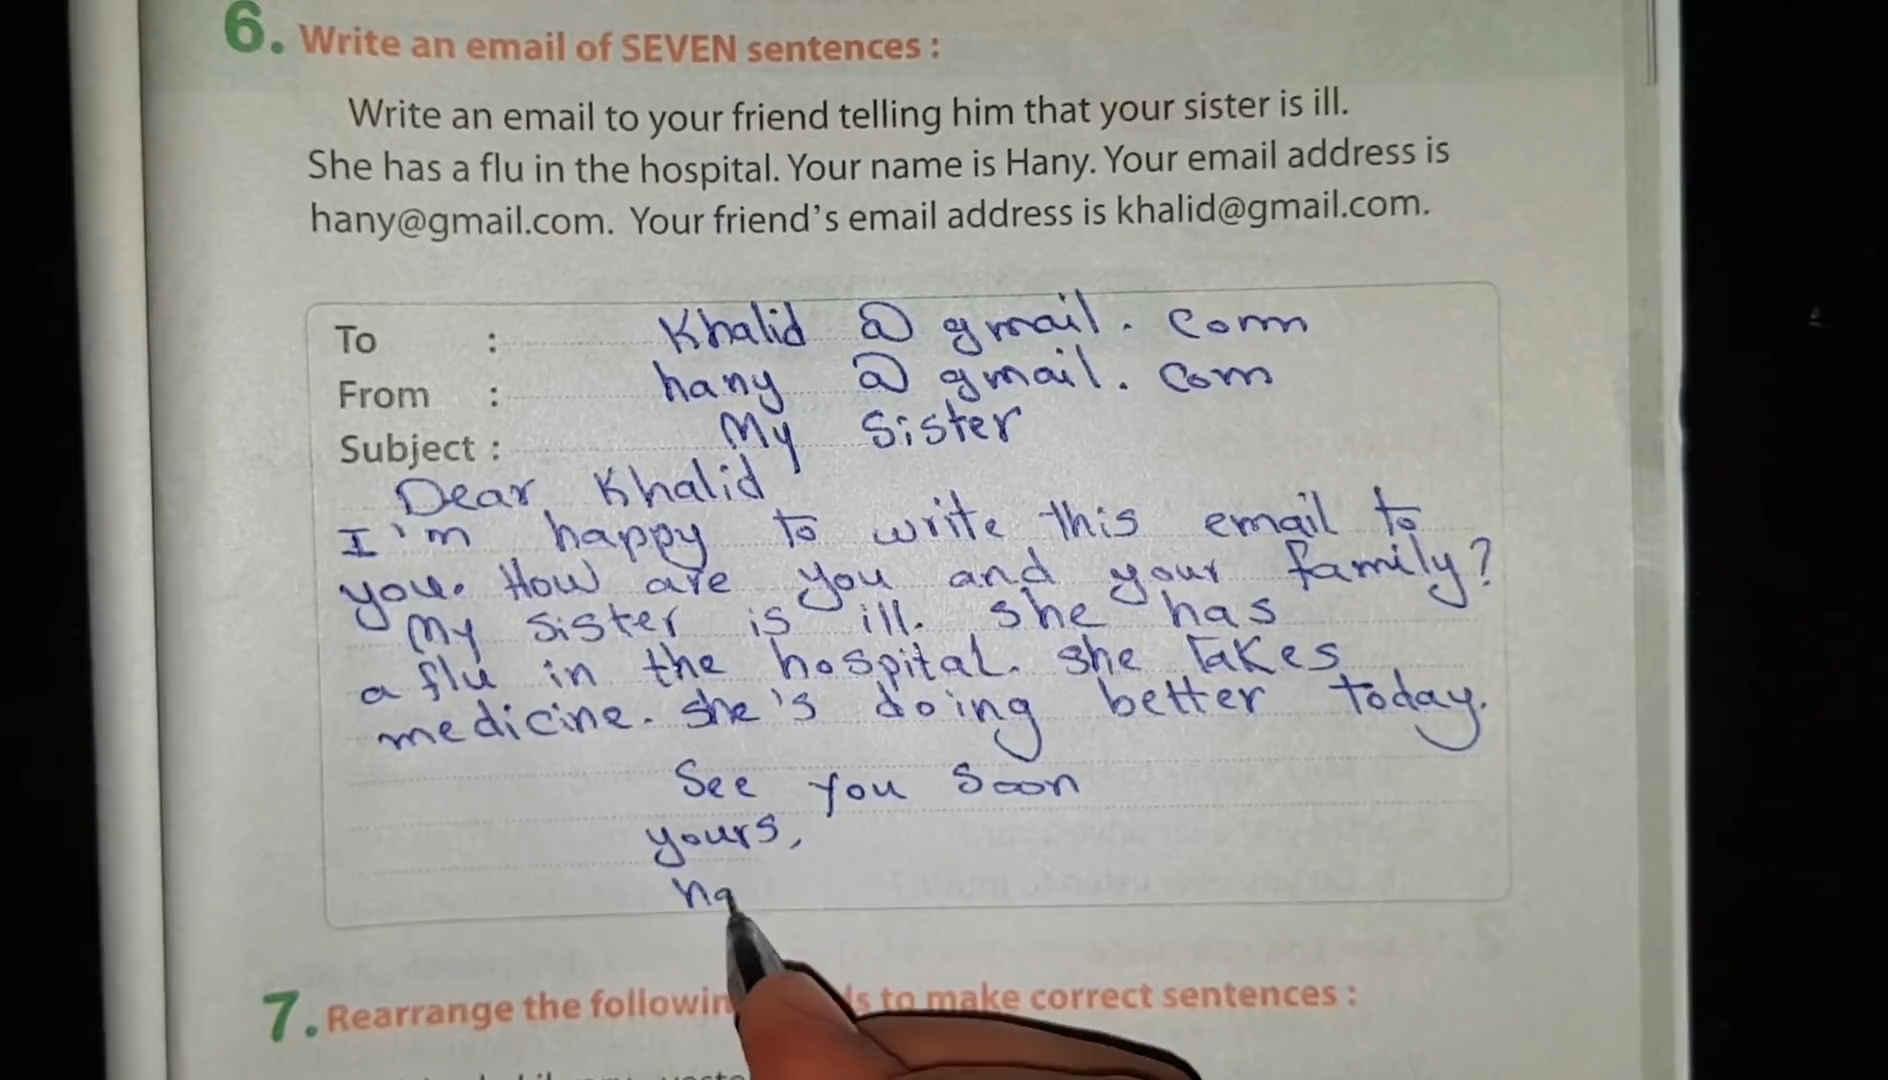 6. Write an email of SEVEN sentences :
Write an email to your friend telling him that your sister is ill.
She has a flu in the hospital. Your name is Hany. Your email address is
hany@gmail.com. Your friend's email address is khalid@gmail.com.
To : Khalid @ gmail. com
From : hany @ gmail. com
Subject : My Sister
Dear Khalid
I'm happy to write this email to
you. How are you and your family?
My sister is ill. she has
a flu in the hospital. she takes
medicine. she's doing better today.
See you soon
yours,
ha
7. Rearrange the to make correct sentences :